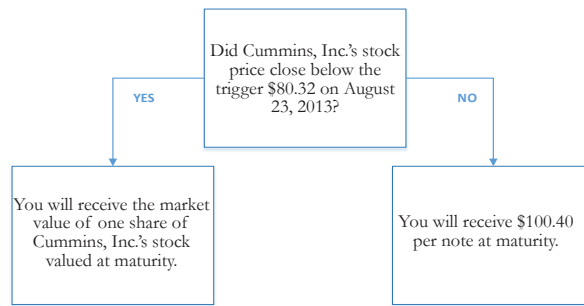 Did Cummins, Inc.'s stock
price close below the
trigger $80.32 on August
23, 2013?
YES
NO
You will receive the market
value of one share of
Cummins, Inc.'s stock
valued at maturity.
You will receive $100.40
per note at maturity.